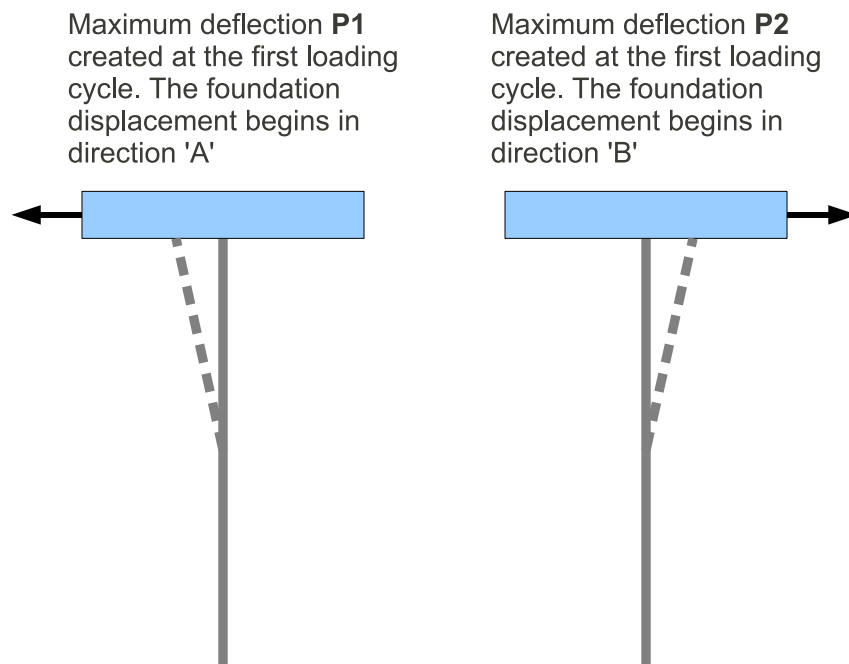 Maximum deflection P1
created at the first loading
cycle. The foundation
displacement begins in
direction 'A'
Maximum deflection P2
created at the first loading
cycle. The foundation
displacement begins in
direction 'B'